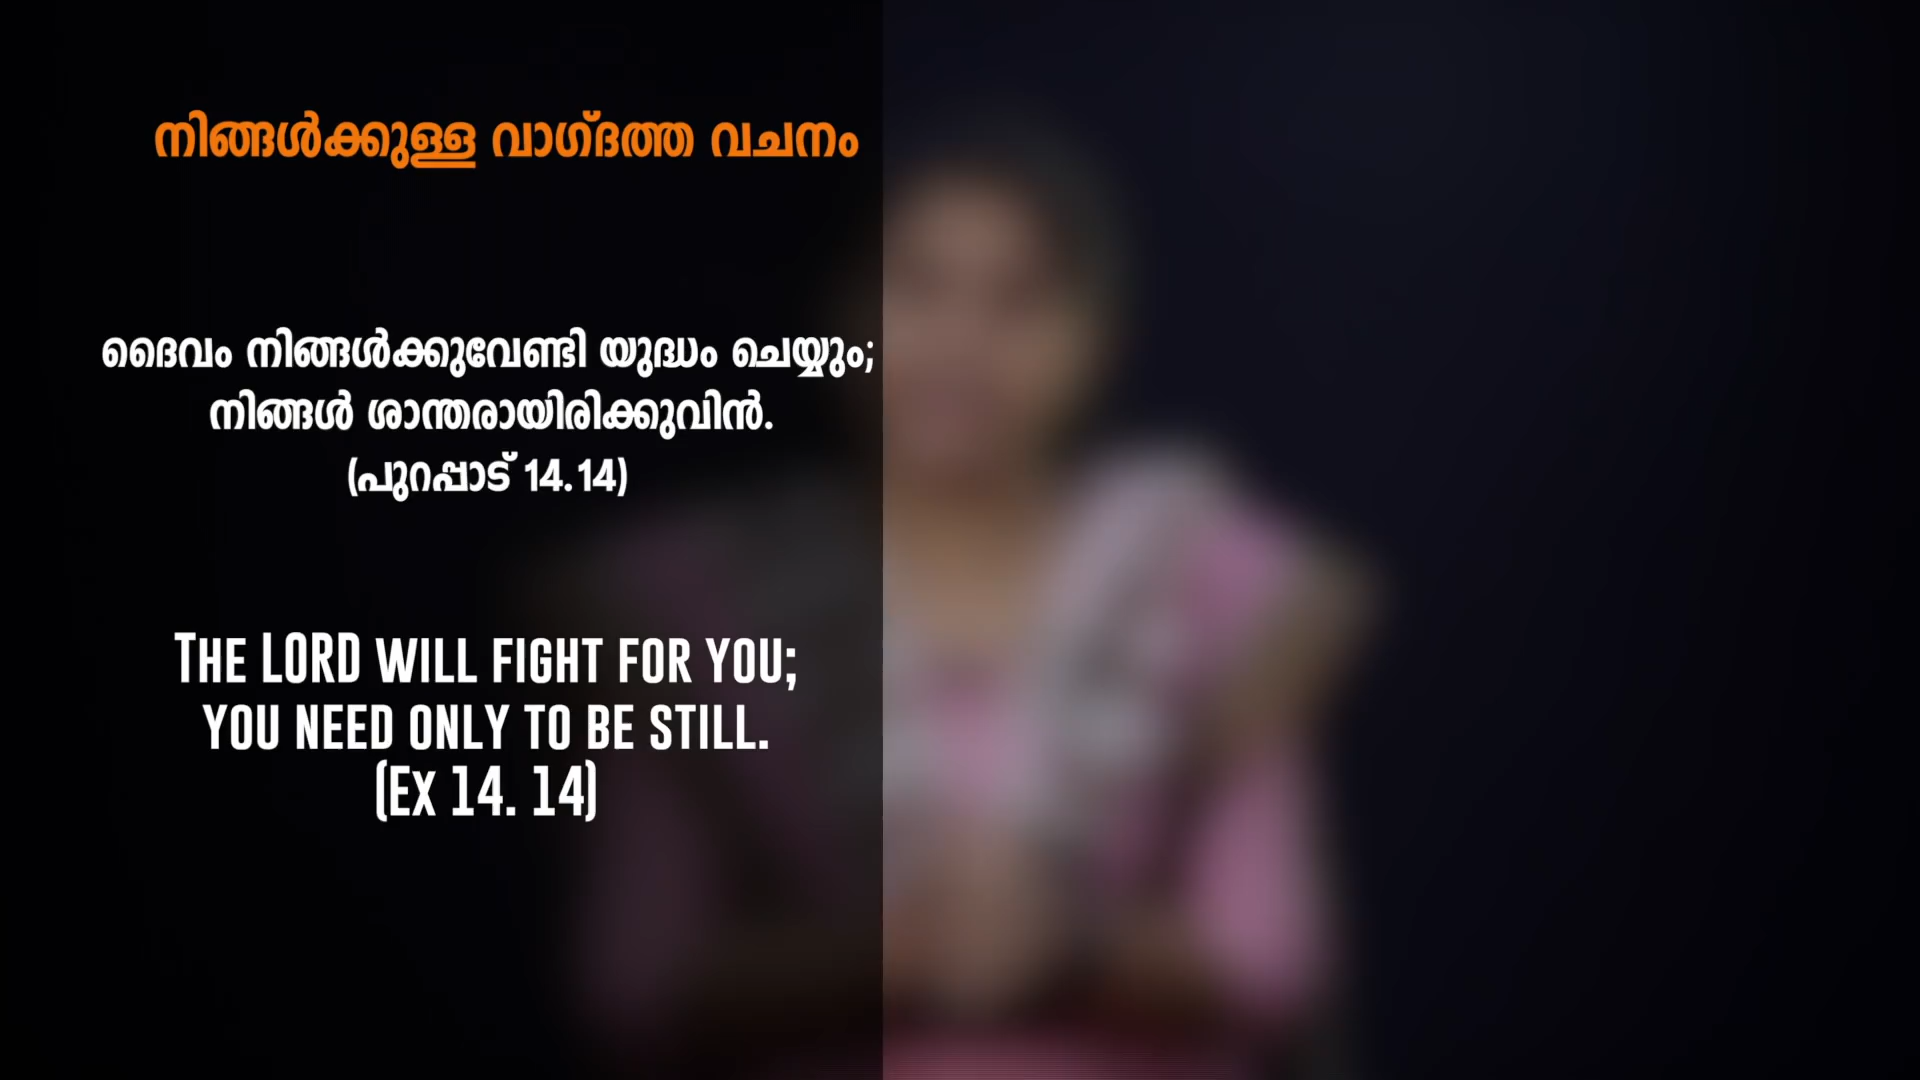 നിങ്ങൾക്കുള്ള വാഗ്ദത്ത വചനം
ദൈവം നിങ്ങൾക്കുവേണ്ടി യുദ്ധം ചെയ്യും;
നിങ്ങൾ ശാന്തരായിരിക്കുവിൻ.
(പുറപ്പാട് 14.14)
The LORD will fight for you;
you need only to be still.
(Ex 14. 14)